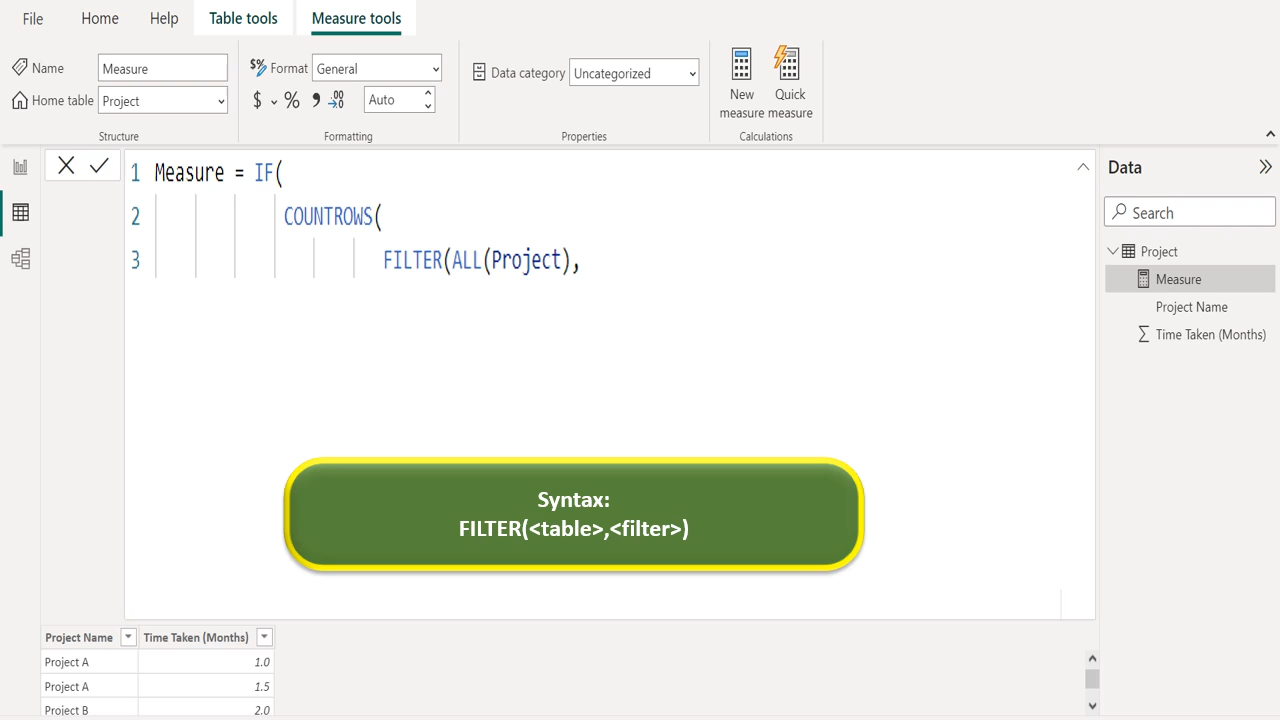 File Home Help Table tools Measure tools
Name Measure
Home table Project
Structure
$% Format General
$ % , .00 Auto
Formatting
Data category Uncategorized
Properties
New measure
Quick measure
Calculations
1 Measure = IF(
2 COUNTROWS(
3 FILTER(ALL(Project),
Syntax:
FILTER(<table>,<filter>)
Data
Search
Project
Measure
Project Name
Time Taken (Months)
Project Name Time Taken (Months)
Project A 1.0
Project A 1.5
Project B 2.0